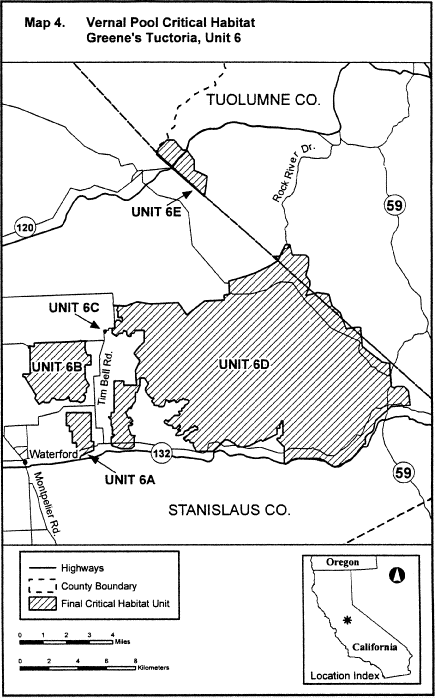 Map 4. Vernal Pool Critical Habitat
Greene's Tuctoria, Unit 6
TUOLUMNE CO.
Rock River Dr.
59
UNIT 6E
120
UNIT 6C
UNIT 6B
Tim Bell Rd.
UNIT 6D
Waterford
132
UNIT 6A
59
Montpelier Rd.
STANISLAUS CO.
Highways
County Boundary
Final Critical Habitat Unit
0 1 2 3 4
Miles
0 2 4 6 8
Kilometers
Oregon
California
Location Index